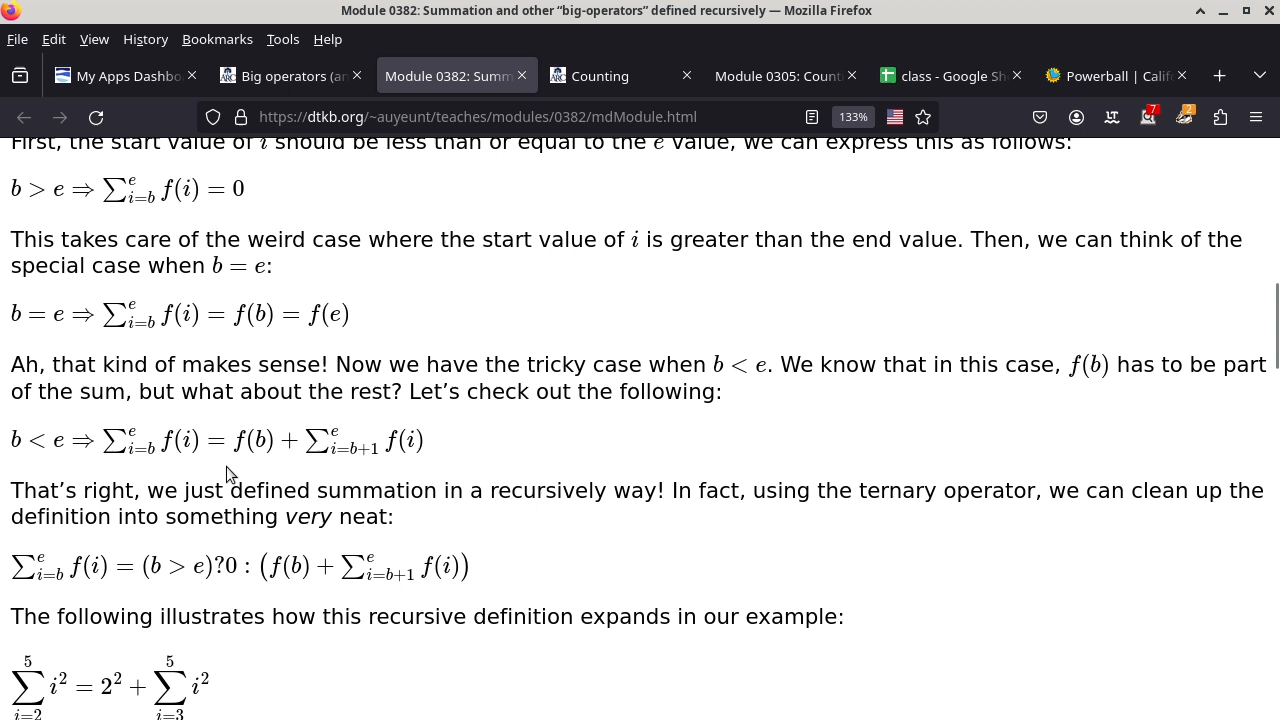 Module 0382: Summation and other “big-operators” defined recursively — Mozilla Firefox
File Edit View History Bookmarks Tools Help
My Apps Dashbo Big operators (an Module 0382: Summ Counting Module 0305: Counti class - Google She Powerball | Calif
https://dtkb.org/~auyeunt/teaches/modules/0382/mdModule.html 133% 7 2
First, the start value of i should be less than or equal to the e value, we can express this as follows:
b > e ⇒ ∑_{i=b}^{e} f(i) = 0
This takes care of the weird case where the start value of i is greater than the end value. Then, we can think of the
special case when b = e:
b = e ⇒ ∑_{i=b}^{e} f(i) = f(b) = f(e)
Ah, that kind of makes sense! Now we have the tricky case when b < e. We know that in this case, f(b) has to be part
of the sum, but what about the rest? Let’s check out the following:
b < e ⇒ ∑_{i=b}^{e} f(i) = f(b) + ∑_{i=b+1}^{e} f(i)
That’s right, we just defined summation in a recursively way! In fact, using the ternary operator, we can clean up the
definition into something very neat:
∑_{i=b}^{e} f(i) = (b > e)?0 : (f(b) + ∑_{i=b+1}^{e} f(i))
The following illustrates how this recursive definition expands in our example:
∑_{i=2}^{5} i² = 2² + ∑_{i=3}^{5} i²